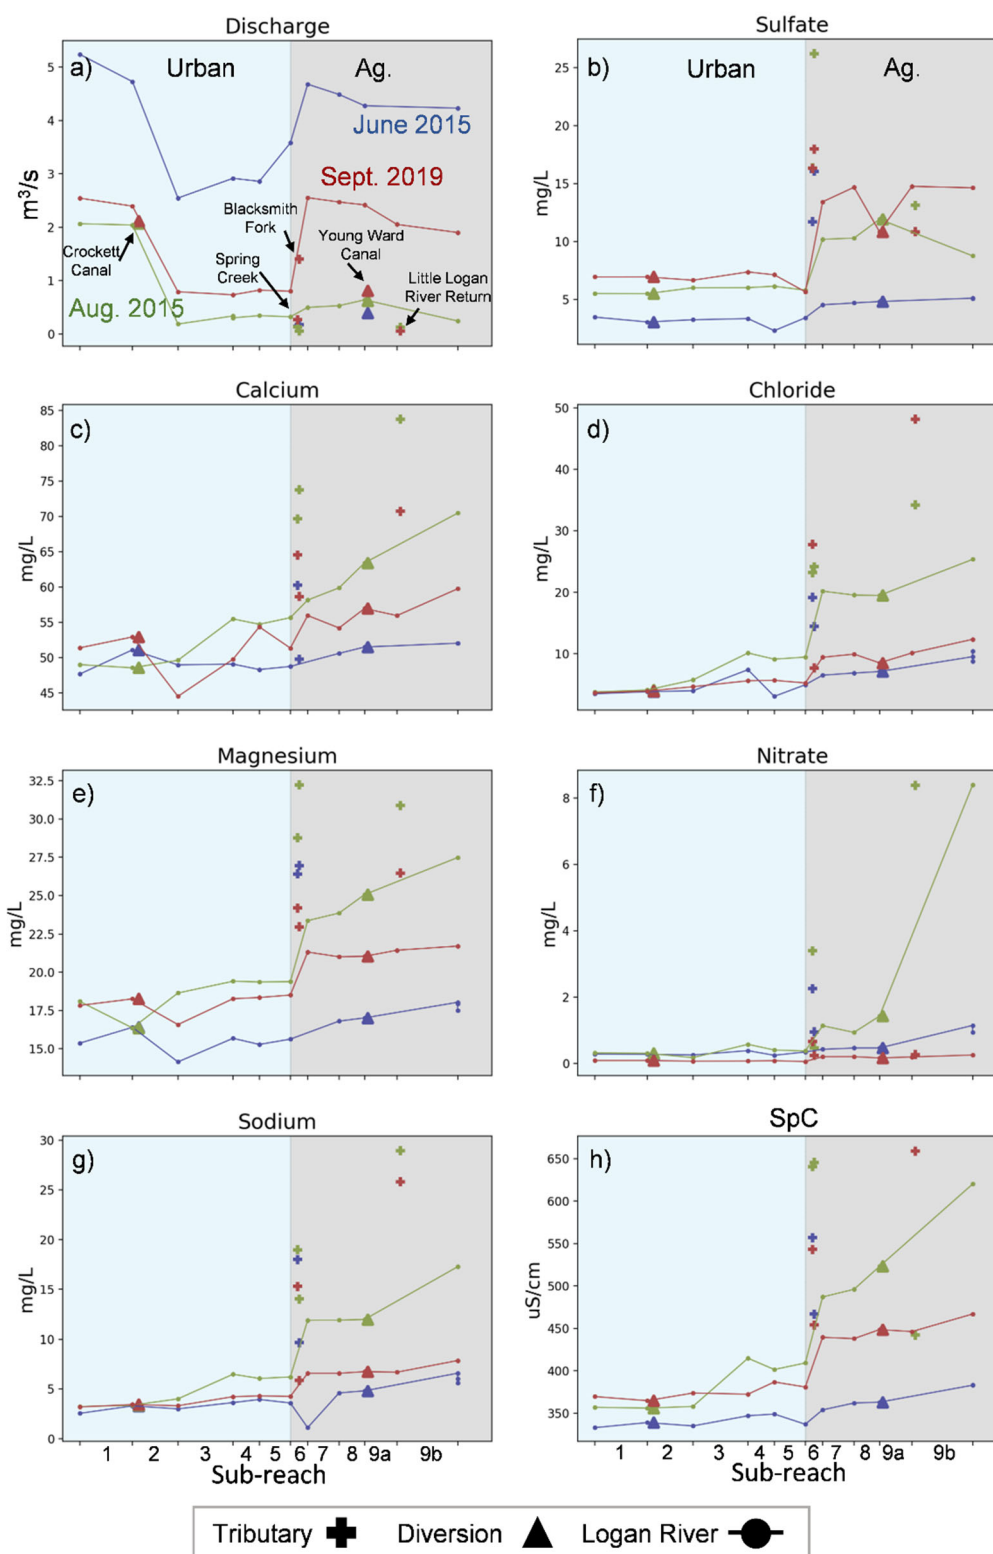 Discharge
a)
Urban
Ag.
June 2015
Sept. 2019
Aug. 2015
Blacksmith
Fork
Crockett
Canal
Spring
Creek
Young Ward
Canal
Little Logan
River Return
m³/s
5
4
3
2
1
0
Sulfate
b)
Urban
Ag.
mg/L
25
20
15
10
5
Calcium
c)
mg/L
85
80
75
70
65
60
55
50
45
Chloride
d)
mg/L
50
40
30
20
10
Magnesium
e)
mg/L
32.5
30.0
27.5
25.0
22.5
20.0
17.5
15.0
Nitrate
f)
mg/L
8
6
4
2
0
Sodium
g)
mg/L
30
25
20
15
10
5
0
1 2 3 4 5 6 7 8 9a 9b
Sub-reach
SpC
h)
uS/cm
650
600
550
500
450
400
350
1 2 3 4 5 6 7 8 9a 9b
Sub-reach
Tributary Diversion Logan River